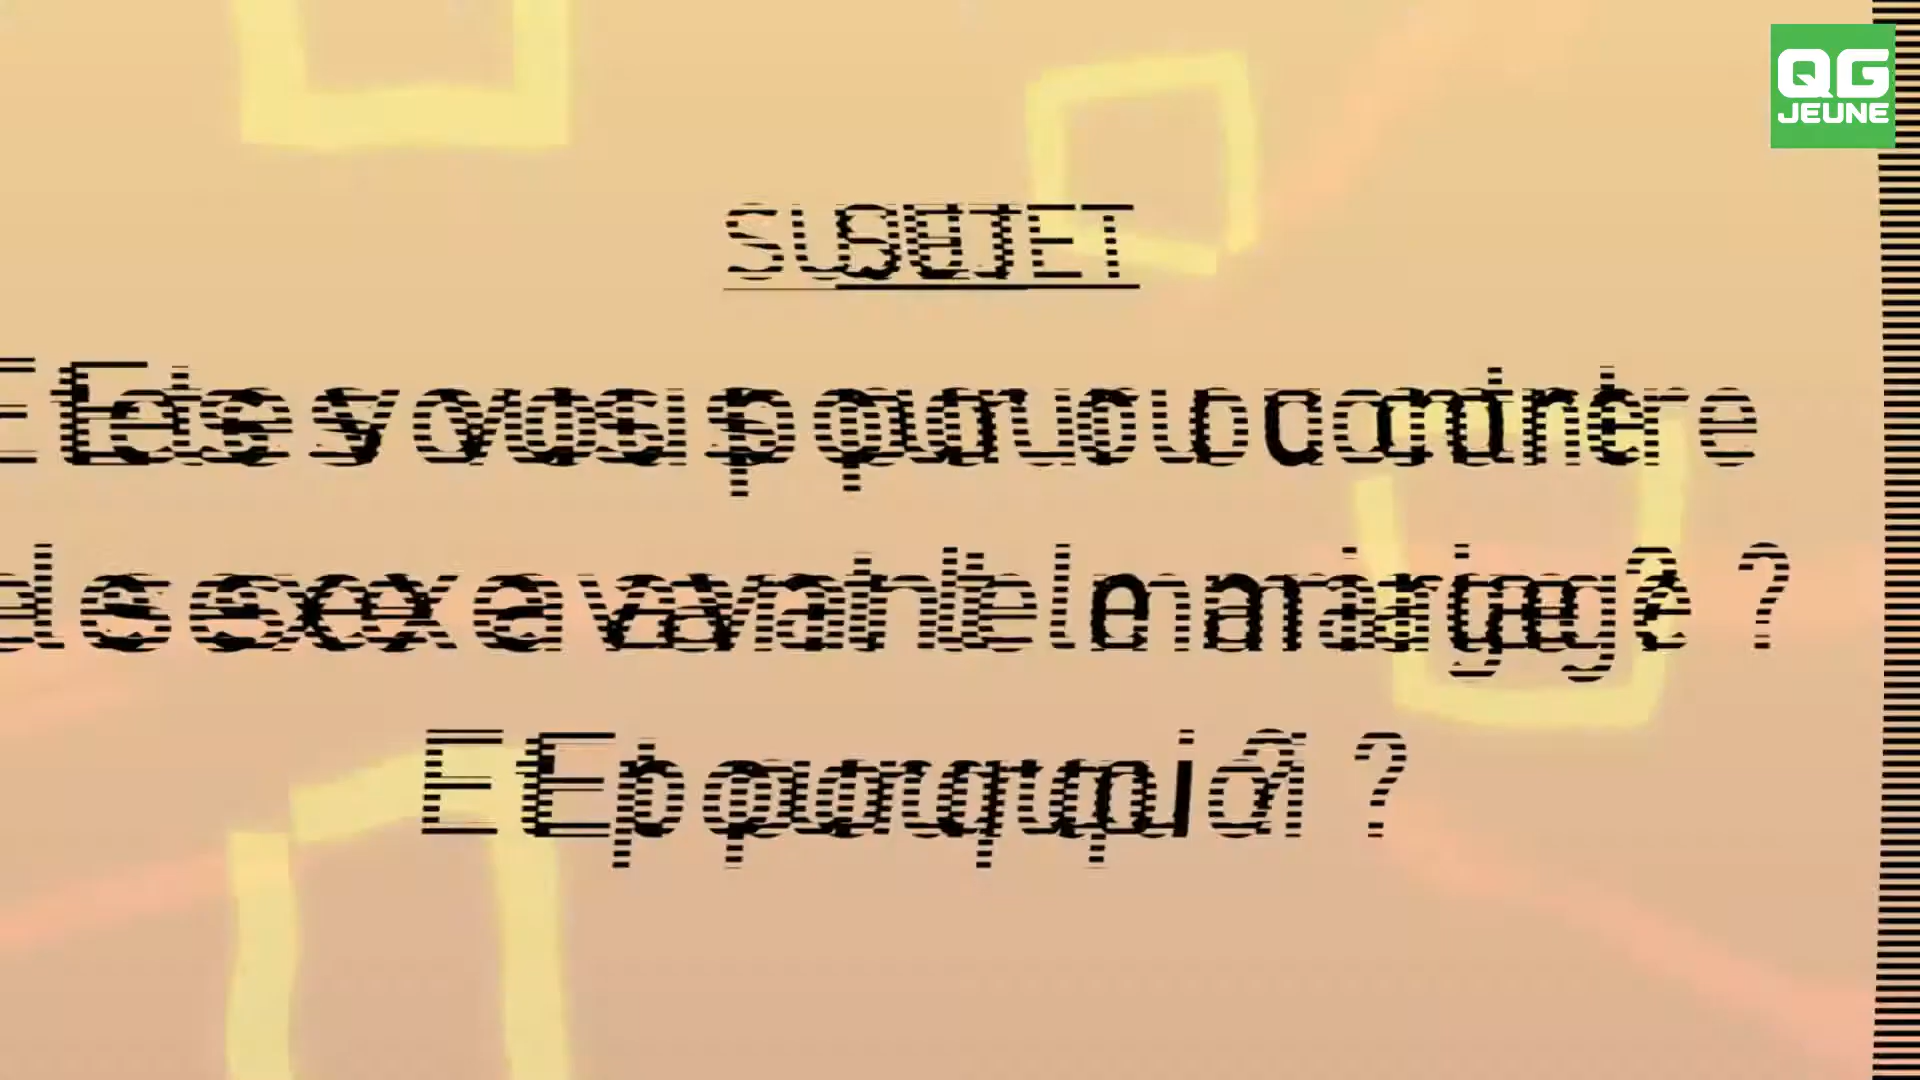 QG
JEUNE
SUJET
Etes vous pour ou contre
le sexe avant le mariage ?
Et pourquoi ?